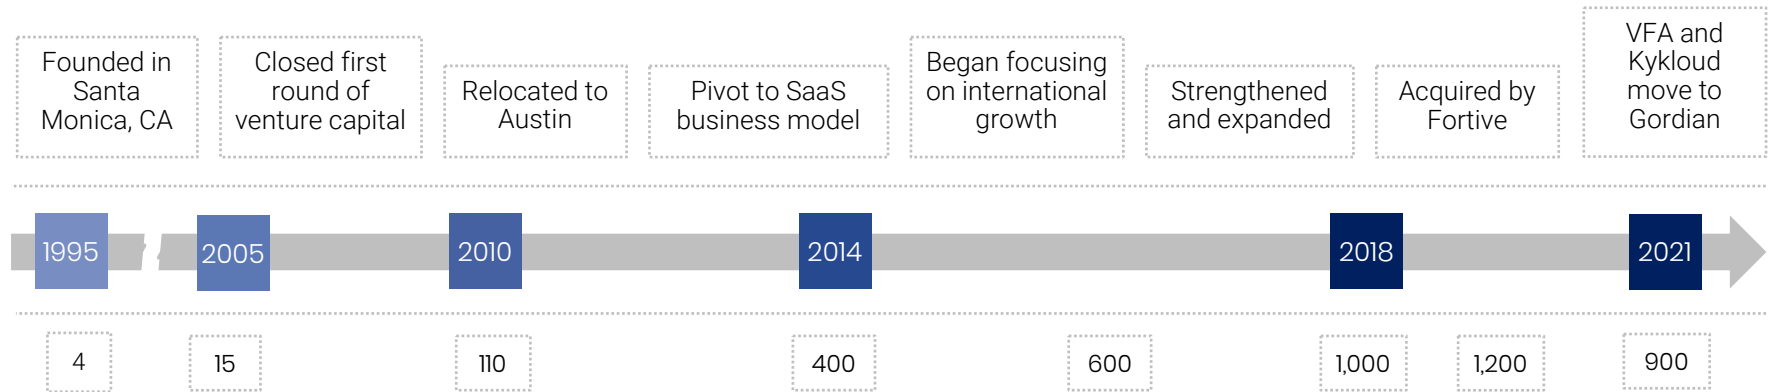 Founded in
Santa
Monica, CA
Closed first
round of
venture capital
Relocated to
Austin
Pivot to SaaS
business model
Began focusing
on international
growth
Strengthened
and expanded
Acquired by
Fortive
VFA and
Kykloud
move to
Gordian
1995
2005
2010
2014
2018
2021
4
15
110
400
600
1,000
1,200
900